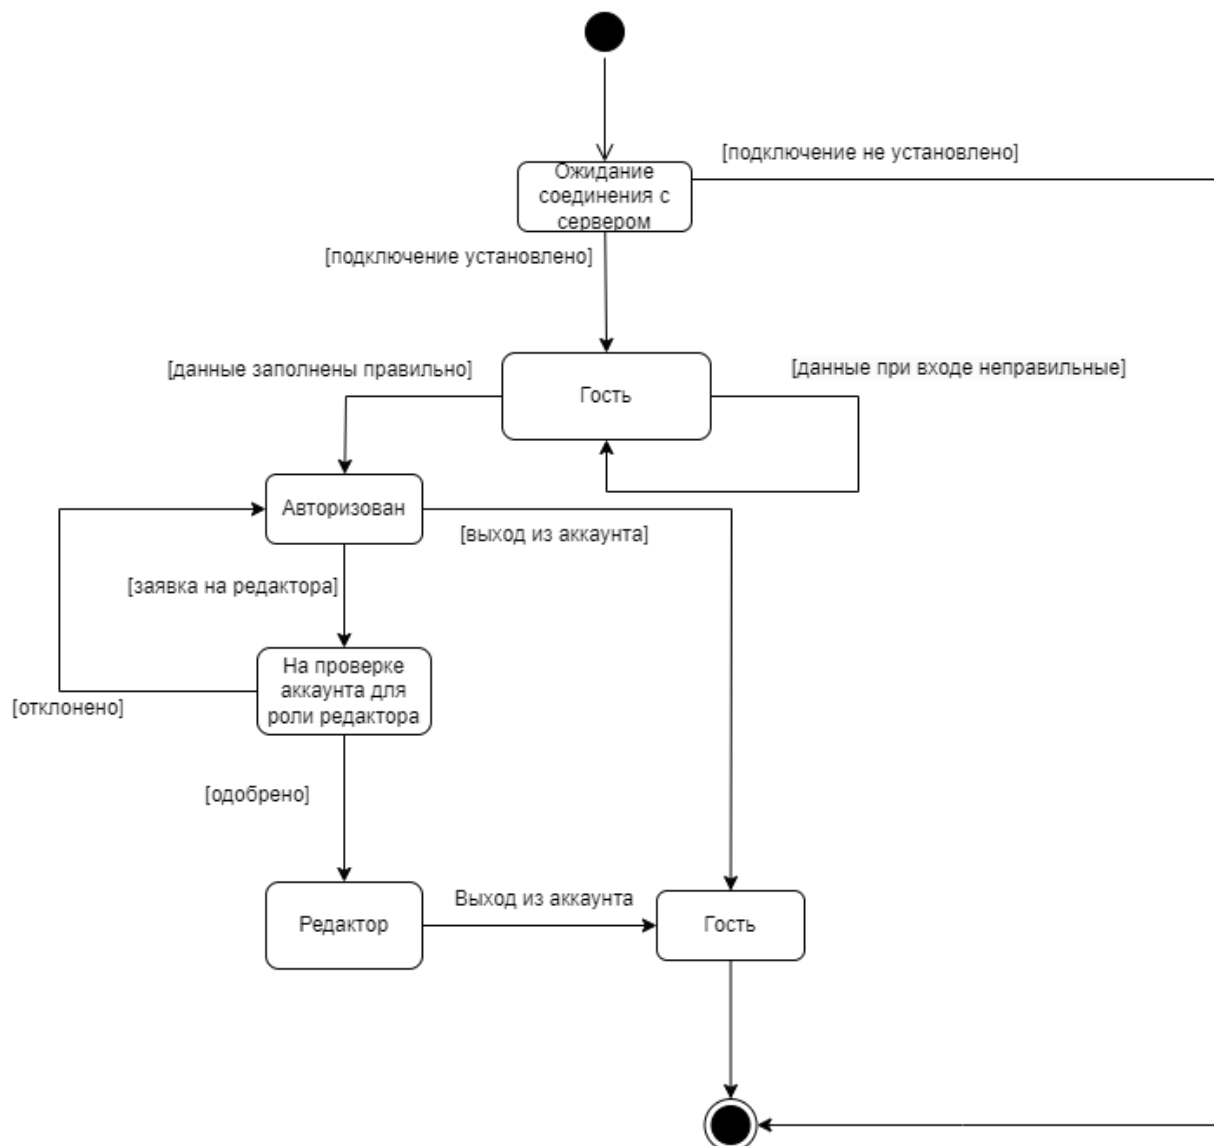 [подключение не установлено]
Ожидание
соединения с
сервером
[подключение установлено]
[данные заполнены правильно]
Гость
[данные при входе неправильные]
Авторизован
[выход из аккаунта]
[заявка на редактора]
На проверке
аккаунта для
роли редактора
[отклонено]
[одобрено]
Редактор
Выход из аккаунта
Гость